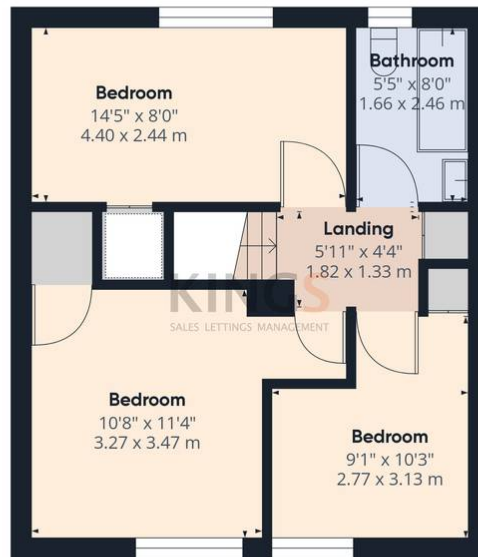 Bedroom
14'5" x 8'0"
4.40 x 2.44 m
Bathroom
5'5" x 8'0"
1.66 x 2.46 m
Landing
5'11" x 4'4"
1.82 x 1.33 m
KINGS
SALES LETTINGS MANAGEMENT
Bedroom
10'8" x 11'4"
3.27 x 3.47 m
Bedroom
9'1" x 10'3"
2.77 x 3.13 m